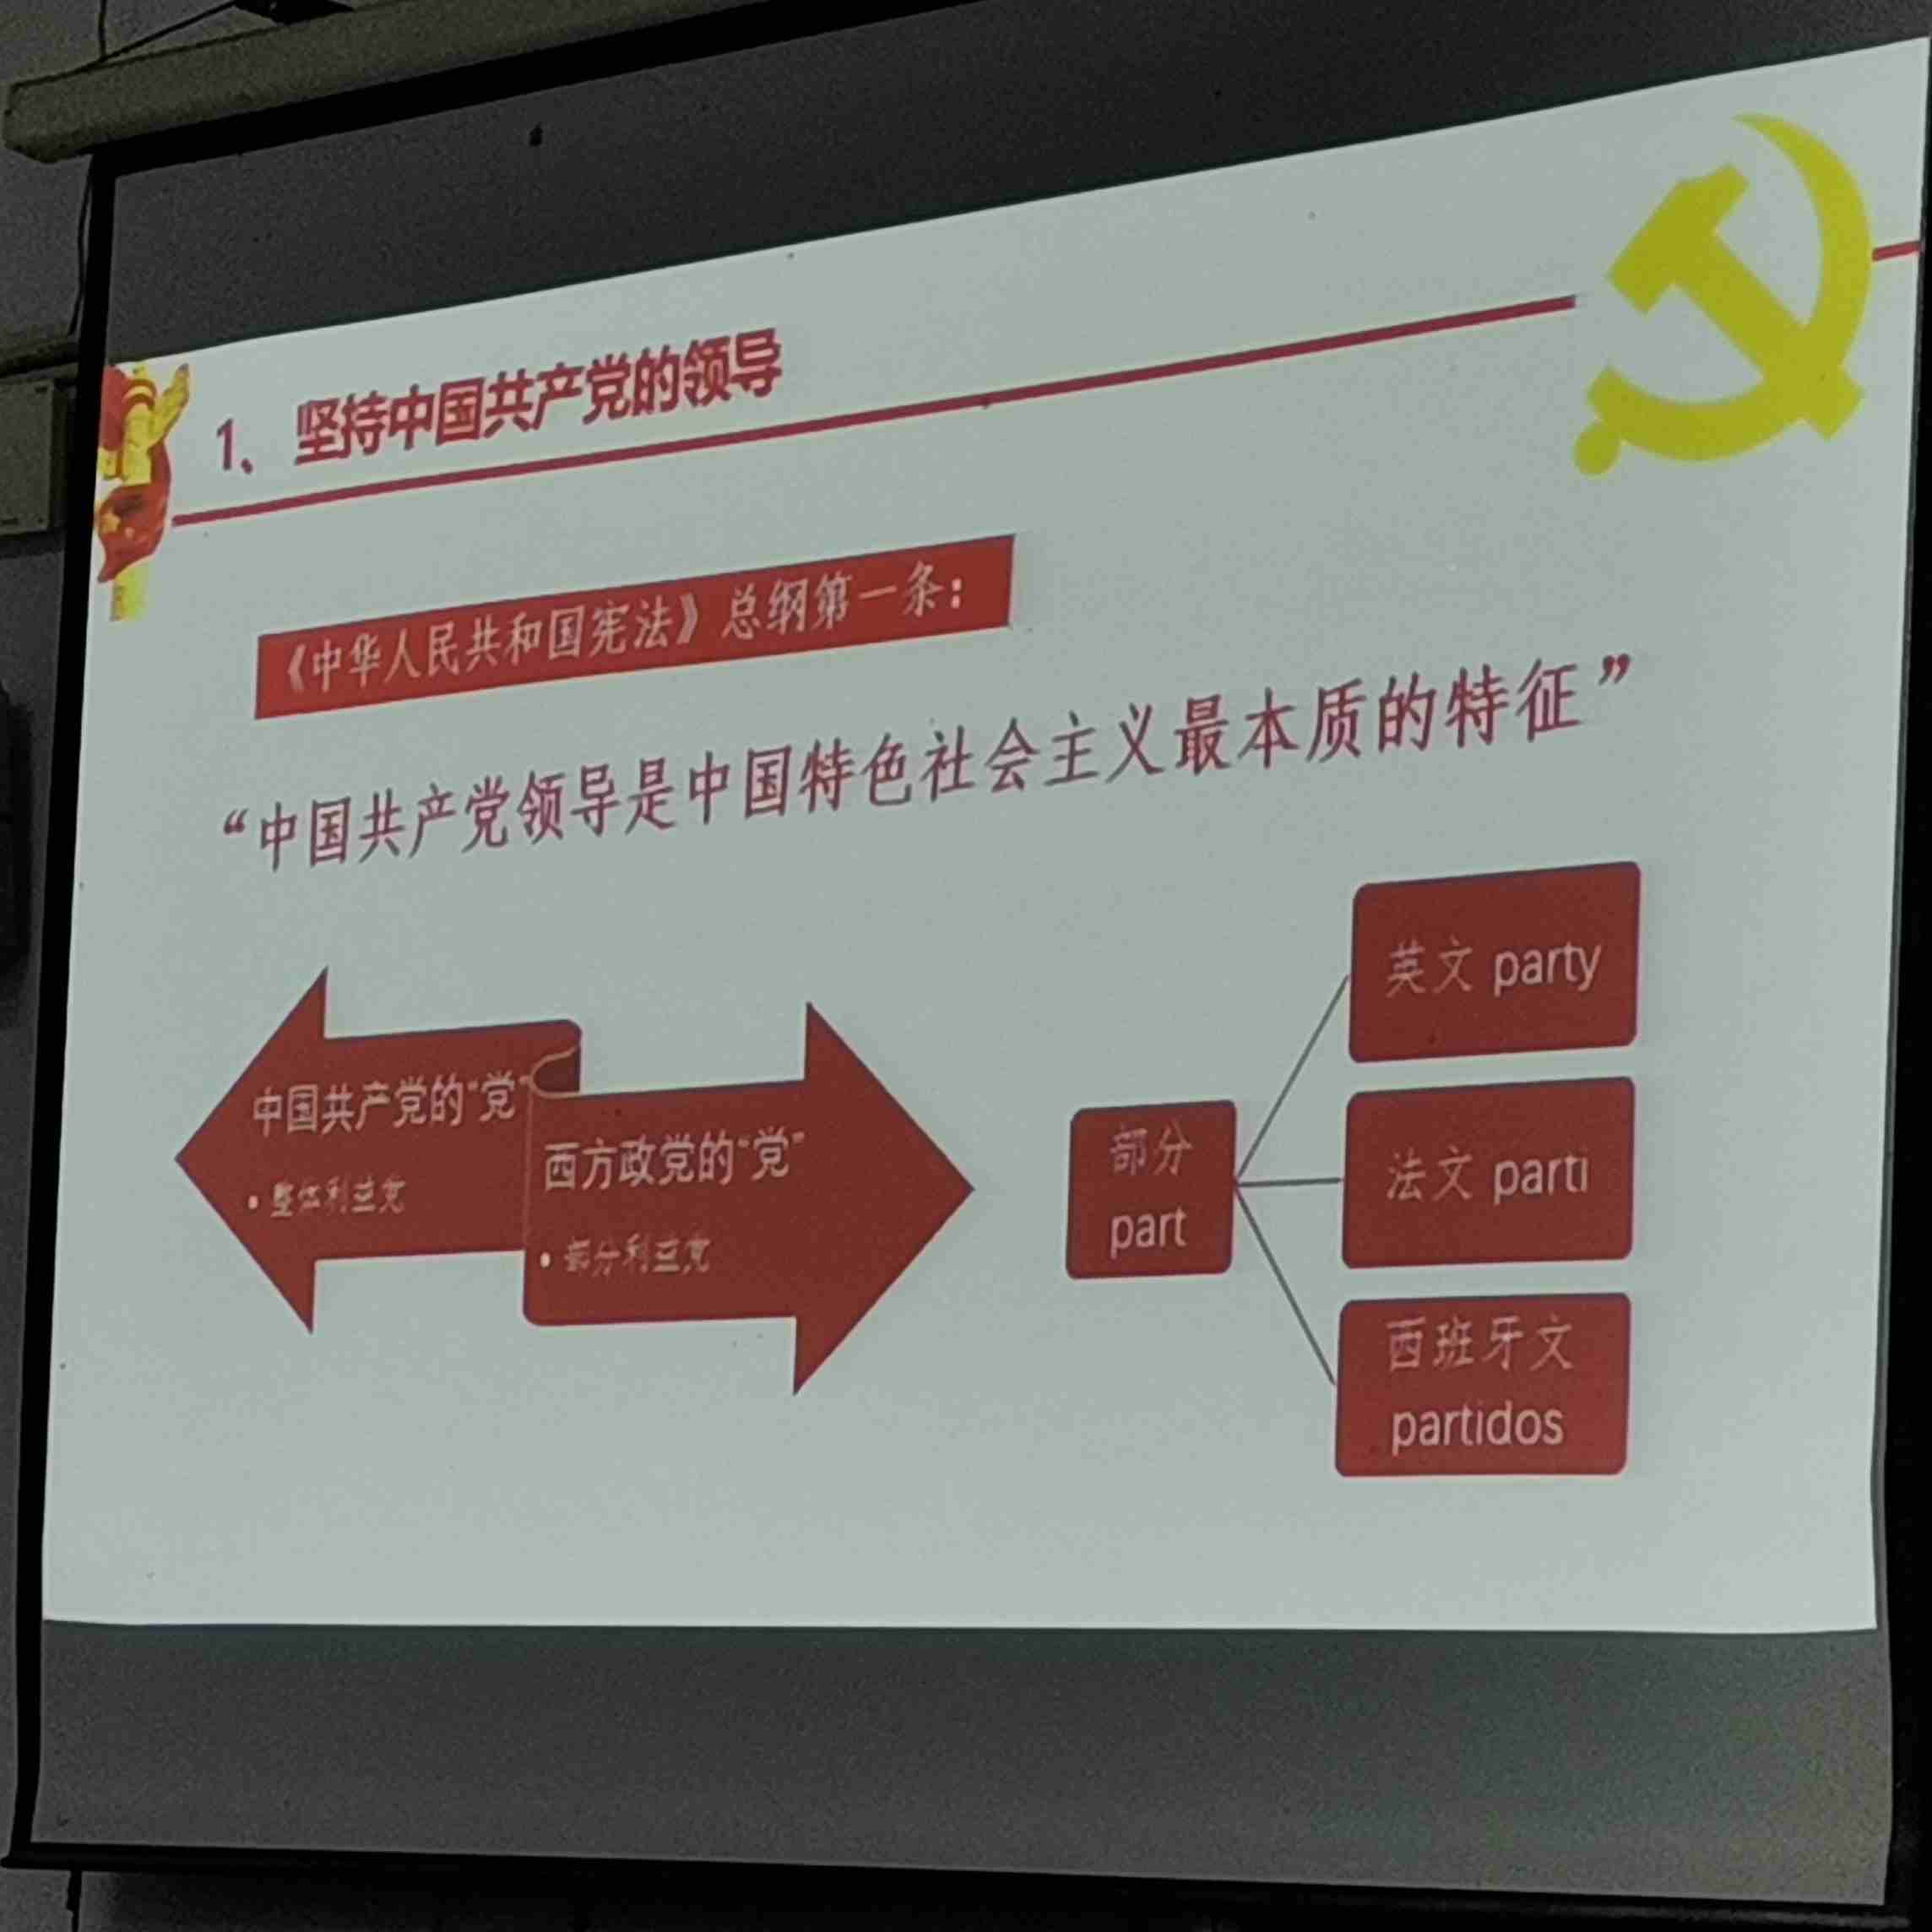 1、坚持中国共产党的领导
《中华人民共和国宪法》总纲第一条：
“中国共产党领导是中国特色社会主义最本质的特征”
中国共产党的“党”
• 整体利益党
西方政党的“党”
• 部分利益党
部分
part
英文 party
法文 parti
西班牙文
partidos